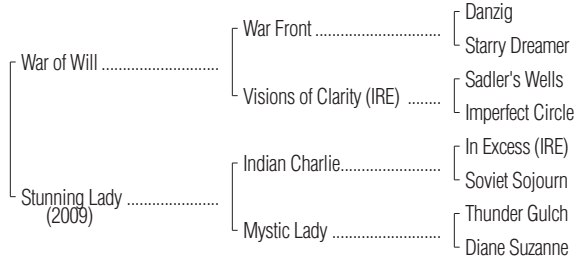 Danzig
War Front ..............................
Starry Dreamer
War of Will .............................
Sadler's Wells
Visions of Clarity (IRE) ........
Imperfect Circle
In Excess (IRE)
Indian Charlie........................
Soviet Sojourn
Stunning Lady ......................
(2009)
Thunder Gulch
Mystic Lady ..........................
Diane Suzanne